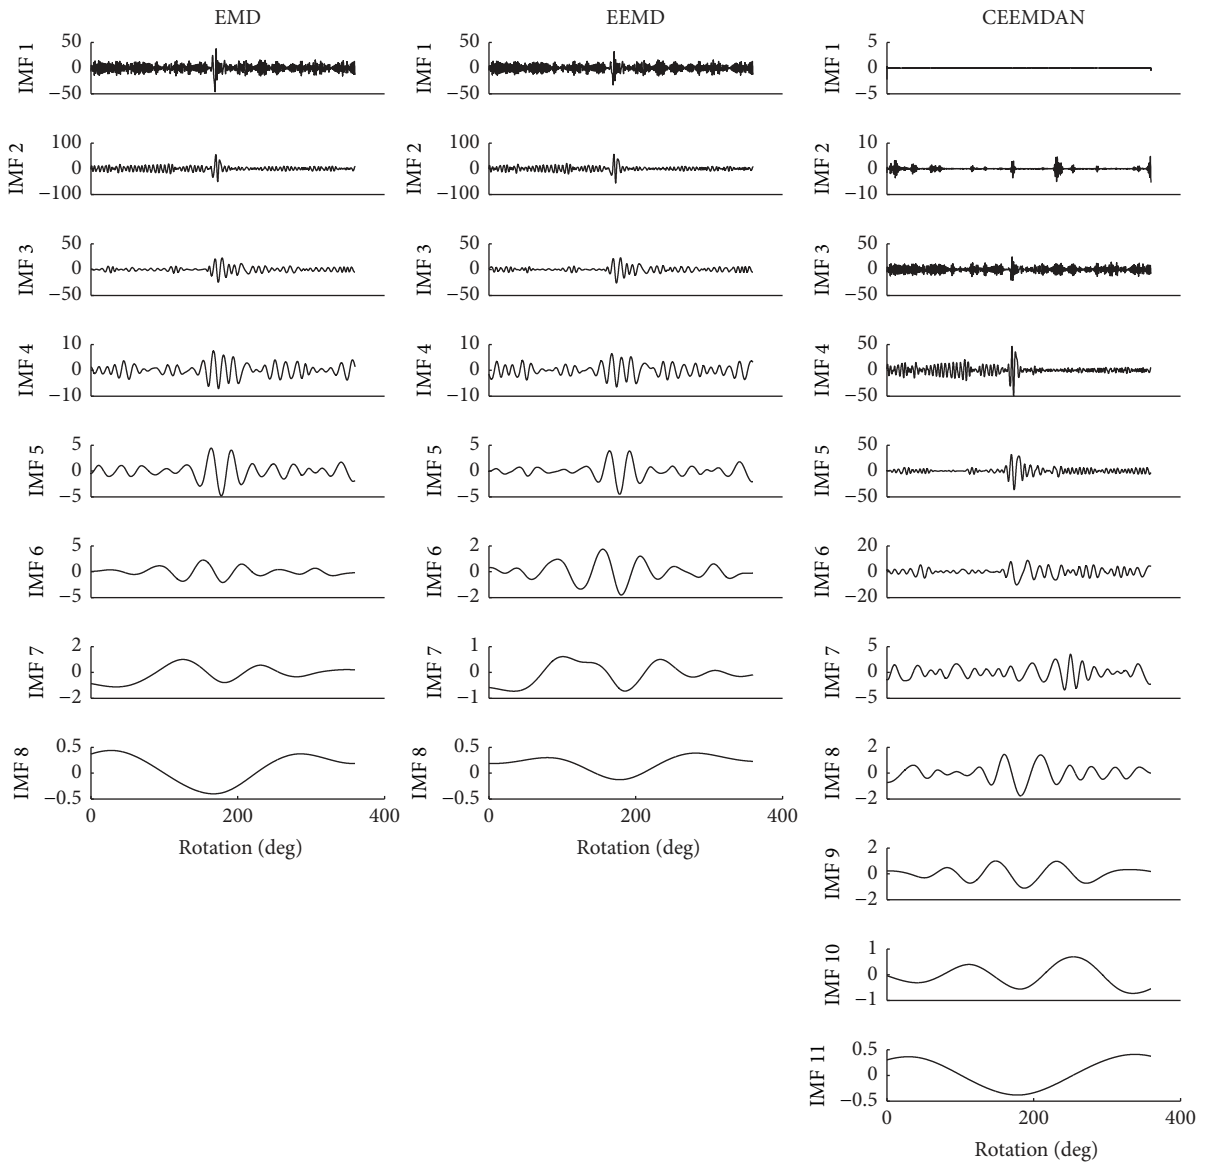 EMD
50
0
−50
IMF 1
100
0
−100
IMF 2
50
0
−50
IMF 3
10
0
−10
IMF 4
5
0
−5
IMF 5
5
0
−5
IMF 6
2
0
−2
IMF 7
0.5
0
−0.5
IMF 8
0 200 400
Rotation (deg)
EEMD
50
0
−50
IMF 1
100
0
−100
IMF 2
50
0
−50
IMF 3
10
0
−10
IMF 4
5
0
−5
IMF 5
2
0
−2
IMF 6
1
0
−1
IMF 7
0.5
0
−0.5
IMF 8
0 200 400
Rotation (deg)
CEEMDAN
5
0
−5
IMF 1
10
0
−10
IMF 2
50
0
−50
IMF 3
50
0
−50
IMF 4
50
0
−50
IMF 5
20
0
−20
IMF 6
5
0
−5
IMF 7
2
0
−2
IMF 8
2
0
−2
IMF 9
1
0
−1
IMF 10
0.5
0
−0.5
IMF 11
0 200 400
Rotation (deg)